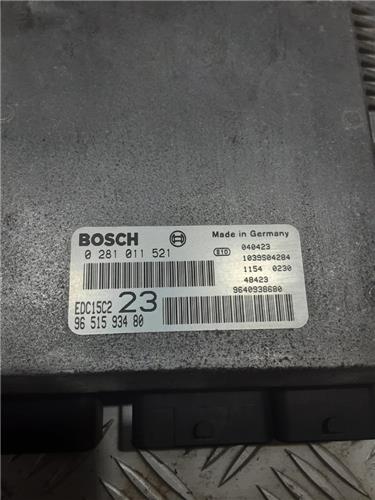 BOSCH
Made in Germany
0 281 011 521
040423
1039S04284
1154 0230
48423
9640938680
EDC15C2 23
96 515 934 80